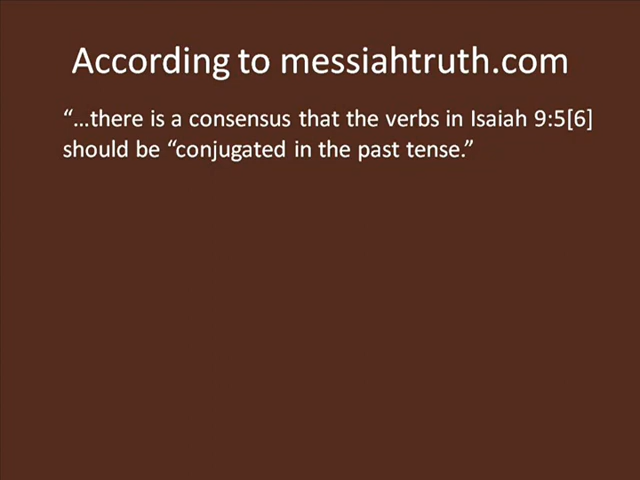 According to messiahtruth.com
“…there is a consensus that the verbs in Isaiah 9:5[6]
should be “conjugated in the past tense.”